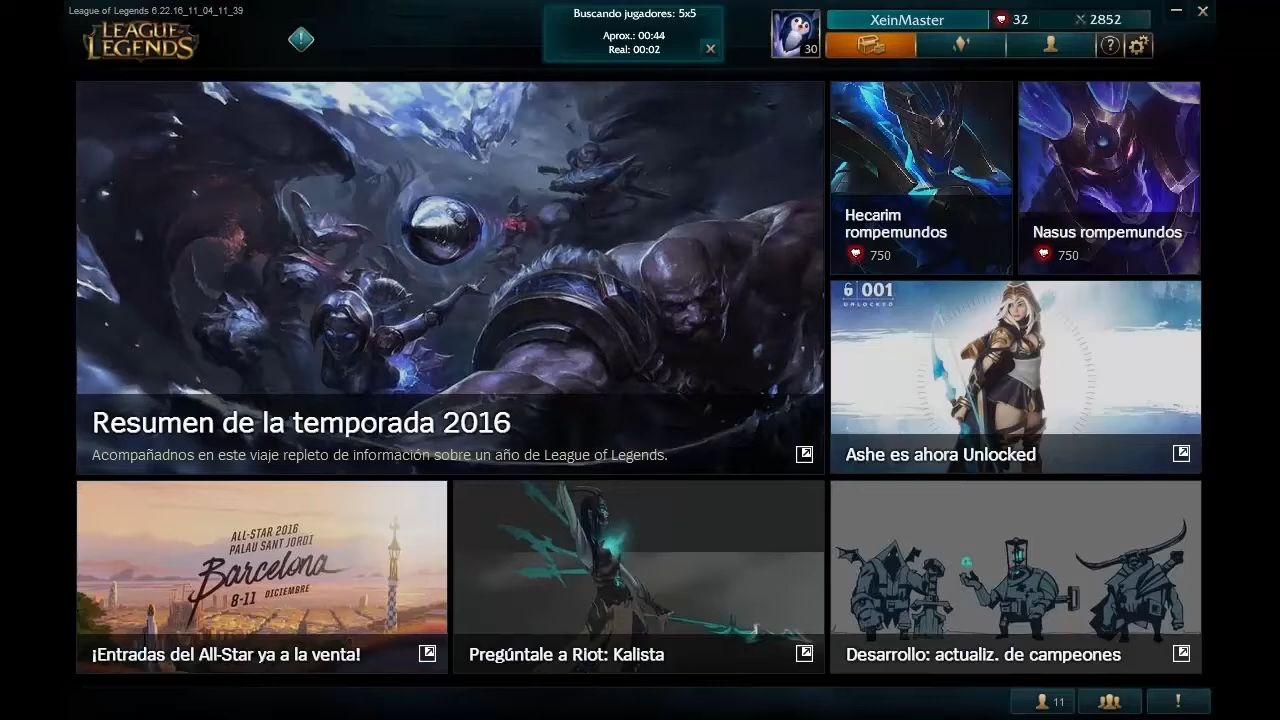 League of Legends 6.22.16_11_04_11_39
LEAGUE OF
LEGENDS
Buscando jugadores: 5x5
Aprox.: 00:44
Real: 00:02
30
XeinMaster
32
2852
Hecarim
rompemundos
750
Nasus rompemundos
750
Resumen de la temporada 2016
Acompañadnos en este viaje repleto de información sobre un año de League of Legends.
001
UNLOCKED
Ashe es ahora Unlocked
ALL-STAR 2016
PALAU SANT JORDI
Barcelona
8-11 DICIEMBRE
¡Entradas del All-Star ya a la venta!
Pregúntale a Riot: Kalista
Desarrollo: actualiz. de campeones
11